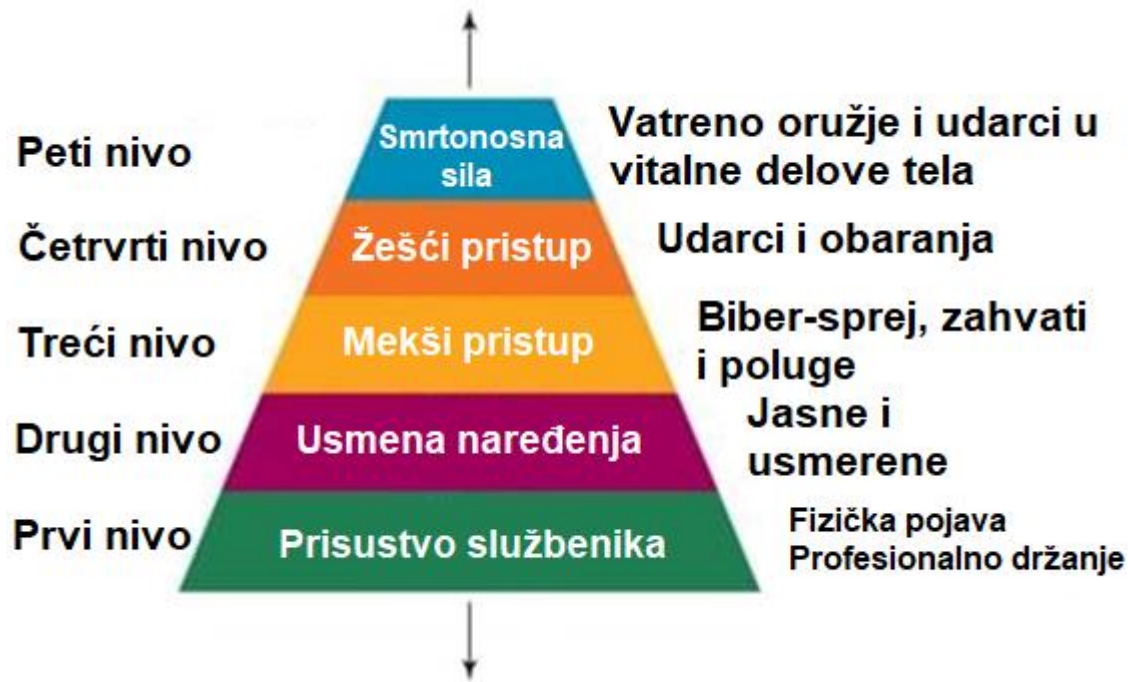 Peti nivo
Smrtonosna
sila
Vatreno oružje i udarci u
vitalne delove tela
Četrvrti nivo
Žešći pristup
Udarci i obaranja
Treći nivo
Mekši pristup
Biber-sprej, zahvati
i poluge
Drugi nivo
Usmena naređenja
Jasne i
usmerene
Prvi nivo
Prisustvo službenika
Fizička pojava
Profesionalno držanje